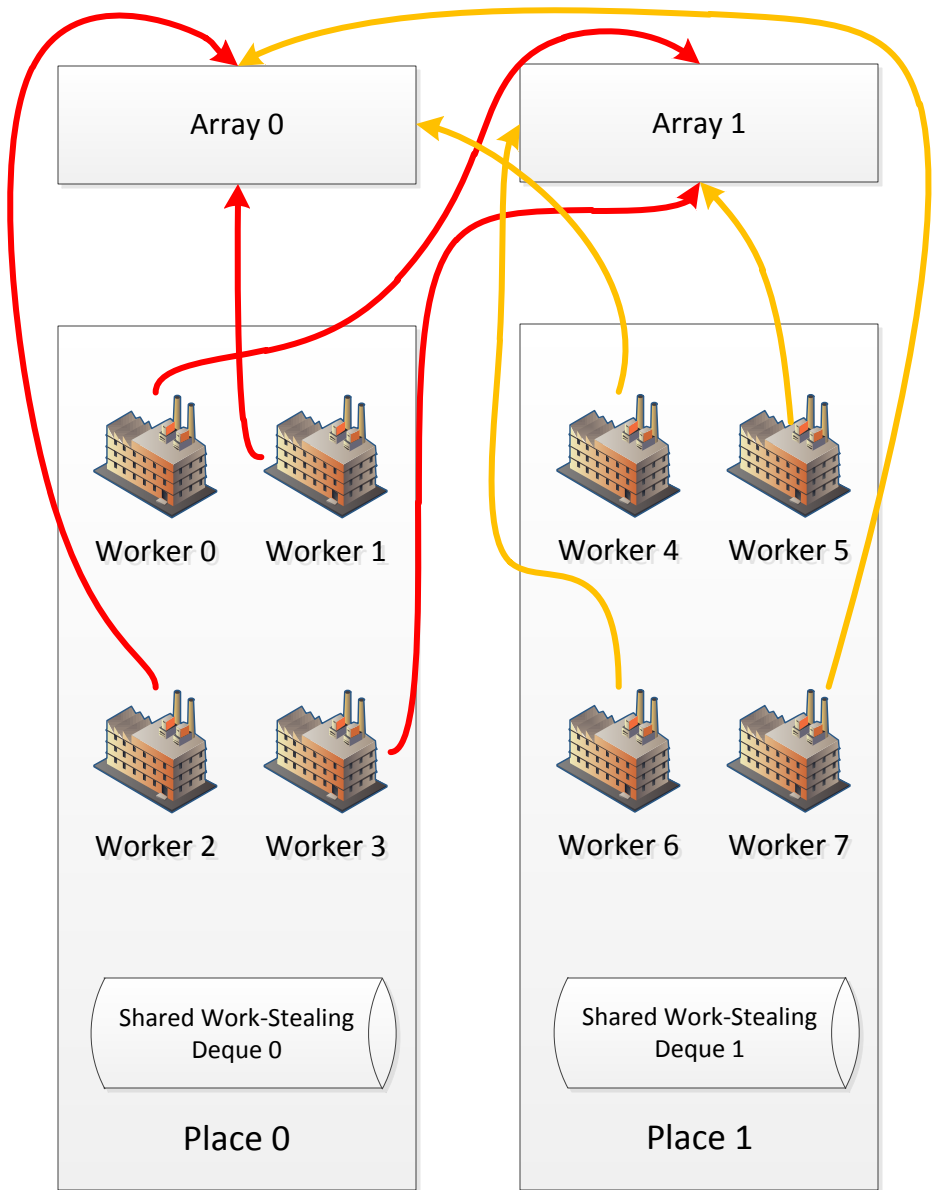 Array 0
Array 1
Worker 0
Worker 1
Worker 4
Worker 5
Worker 2
Worker 3
Worker 6
Worker 7
Shared Work-Stealing
Deque 0
Shared Work-Stealing
Deque 1
Place 0
Place 1